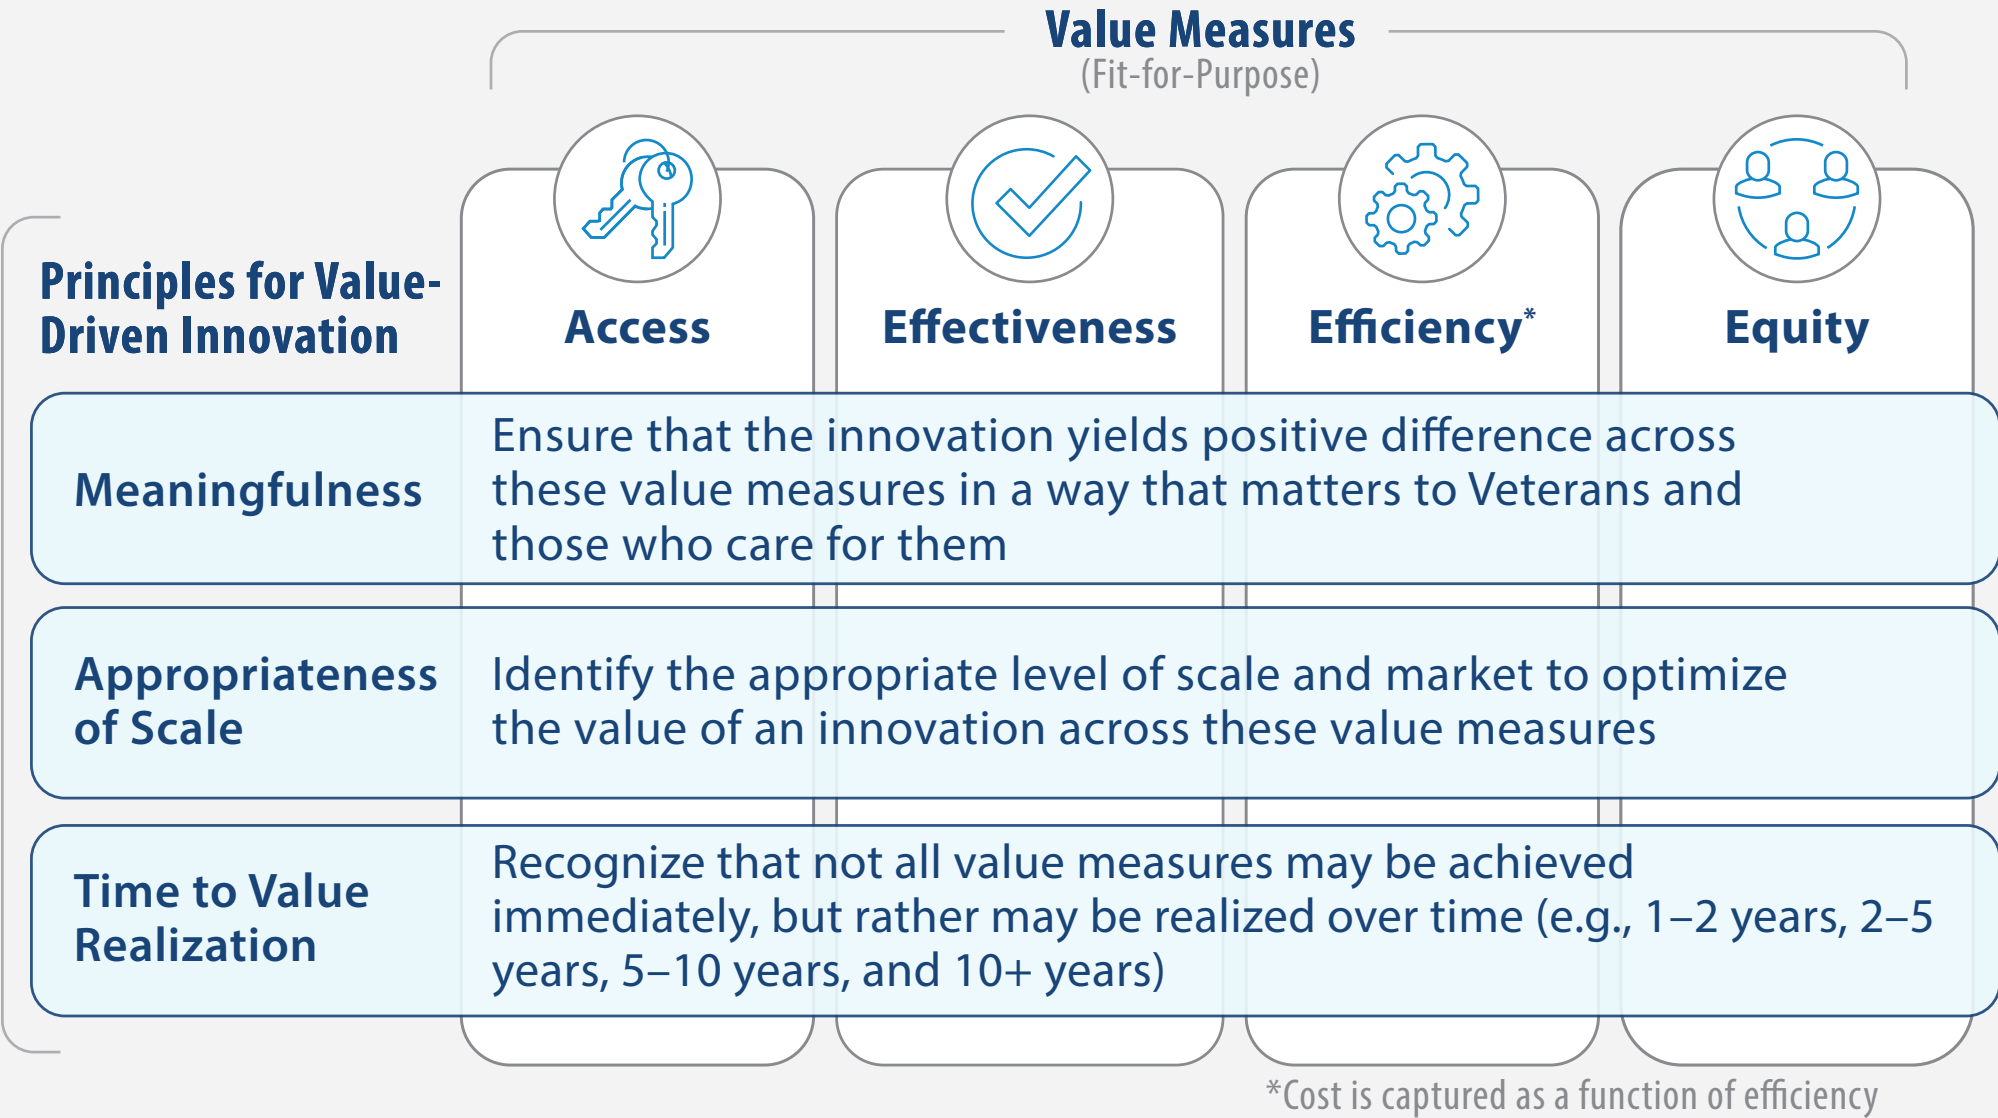 Value Measures
(Fit-for-Purpose)
Principles for Value-
Driven Innovation
Access
Effectiveness
Efficiency*
Equity
Meaningfulness
Ensure that the innovation yields positive difference across
these value measures in a way that matters to Veterans and
those who care for them
Appropriateness
of Scale
Identify the appropriate level of scale and market to optimize
the value of an innovation across these value measures
Time to Value
Realization
Recognize that not all value measures may be achieved
immediately, but rather may be realized over time (e.g., 1–2 years, 2–5
years, 5–10 years, and 10+ years)
*Cost is captured as a function of efficiency